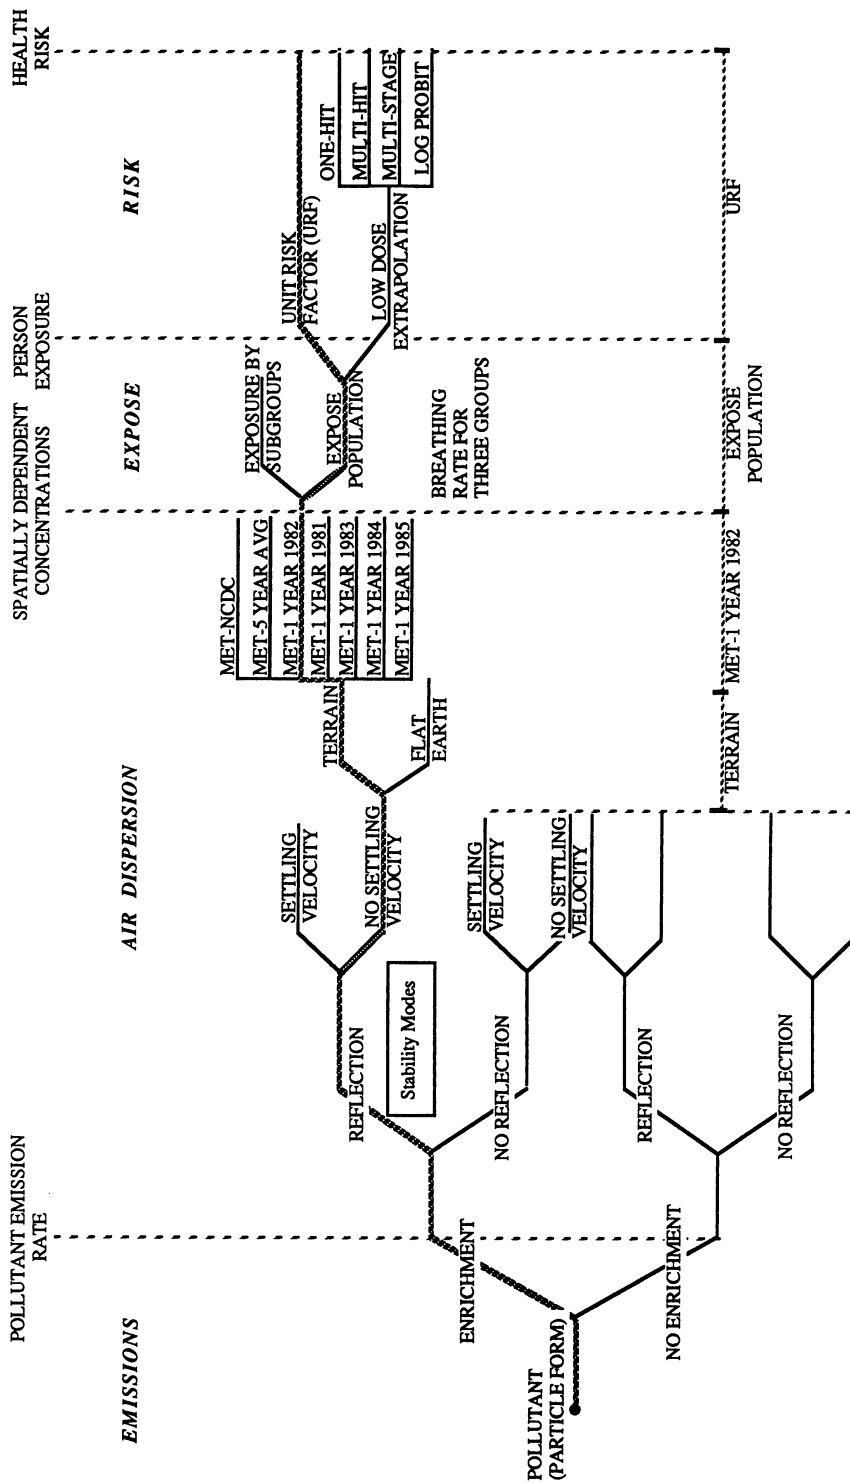 POLLUTANT EMISSION
RATE
SPATIALLY DEPENDENT
CONCENTRATIONS
PERSON
EXPOSURE
HEALTH
RISK
EMISSIONS
AIR DISPERSION
EXPOSE
RISK
POLLUTANT
(PARTICLE FORM)
ENRICHMENT
NO ENRICHMENT
REFLECTION
Stability Modes
NO REFLECTION
REFLECTION
NO REFLECTION
SETTLING
VELOCITY
NO SETTLING
VELOCITY
SETTLING
VELOCITY
NO SETTLING
VELOCITY
TERRAIN
FLAT
EARTH
MET-NCDC
MET-5 YEAR AVG
MET-1 YEAR 1982
MET-1 YEAR 1981
MET-1 YEAR 1983
MET-1 YEAR 1984
MET-1 YEAR 1985
EXPOSURE BY
SUBGROUPS
EXPOSE
POPULATION
BREATHING
RATE FOR
THREE GROUPS
UNIT RISK
FACTOR (URF)
LOW DOSE
EXTRAPOLATION
ONE-HIT
MULTI-HIT
MULTI-STAGE
LOG PROBIT
TERRAIN
MET-1 YEAR 1982
EXPOSE
POPULATION
URF